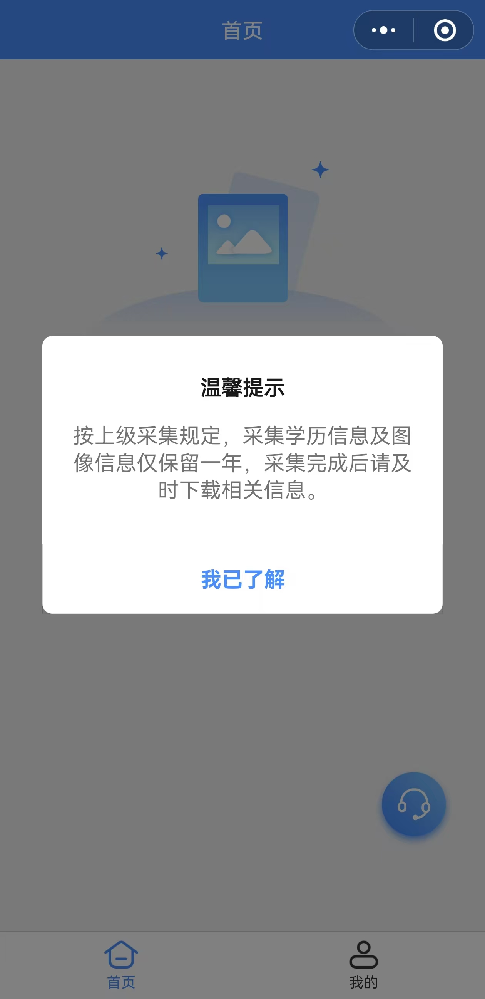 首页
温馨提示
按上级采集规定，采集学历信息及图
像信息仅保留一年，采集完成后请及
时下载相关信息。
我已了解
首页
我的